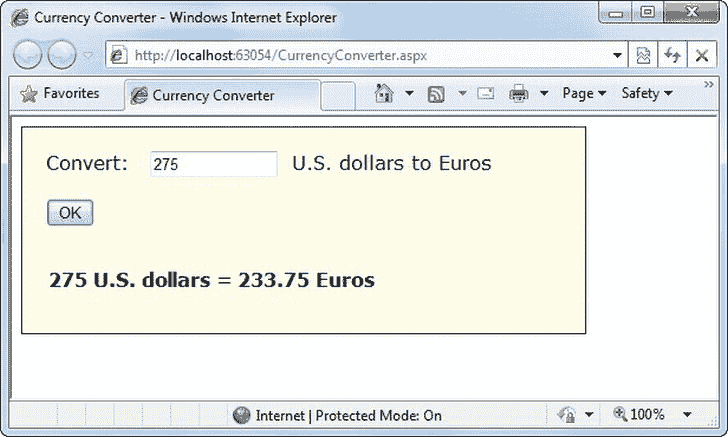 Currency Converter - Windows Internet Explorer
http://localhost:63054/CurrencyConverter.aspx
Favorites Currency Converter Page Safety »
Convert: 275 U.S. dollars to Euros
OK
275 U.S. dollars = 233.75 Euros
Internet | Protected Mode: On 100%